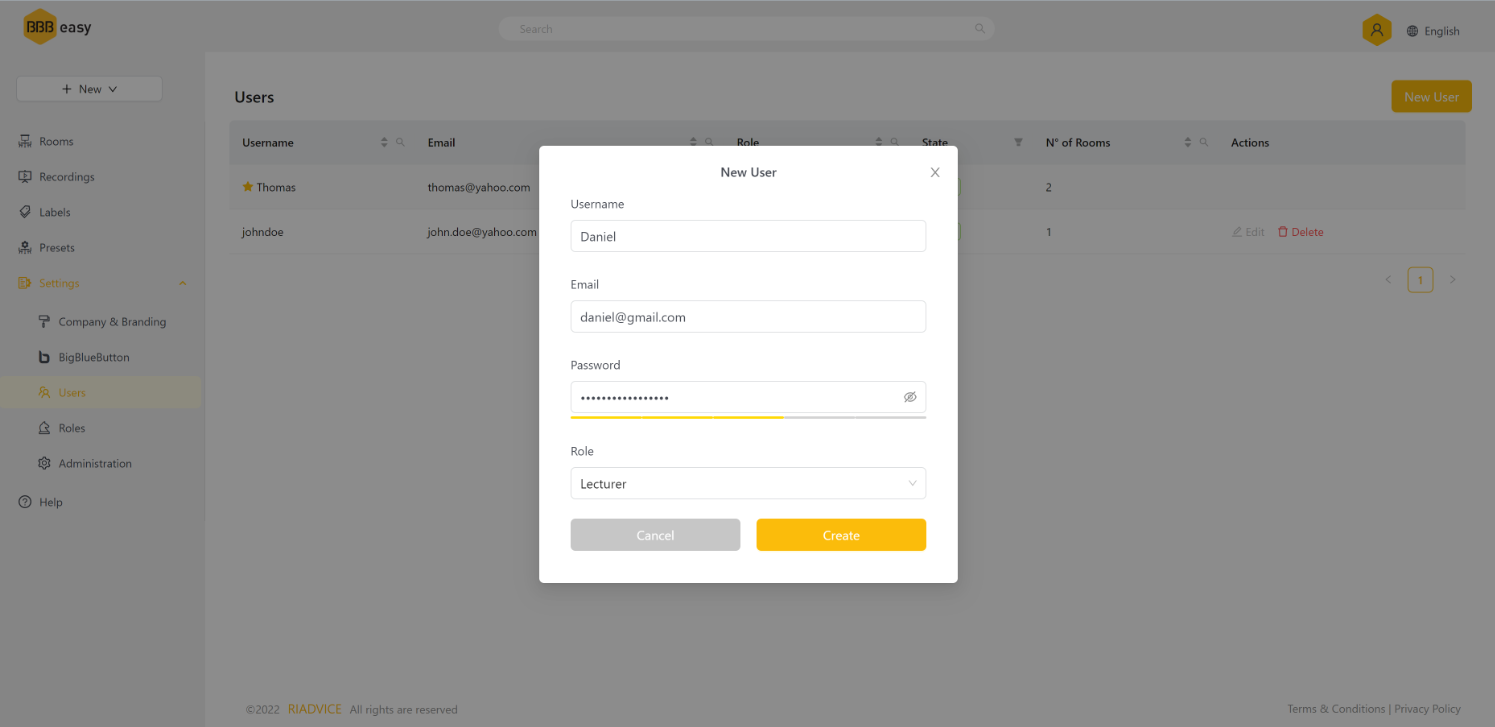 BBB easy
Search
English
New
Users
New User
Rooms
Recordings
Labels
Presets
Settings
Company & Branding
BigBlueButton
Users
Roles
Administration
Help
Username Email Role State N° of Rooms Actions
Thomas thomas@yahoo.com 2
johndoe john.doe@yahoo.com 1 Edit Delete
1
New User
Username
Daniel
Email
daniel@gmail.com
Password
•••••••••••••••••
Role
Lecturer
Cancel Create
©2022 RIADVICE All rights are reserved
Terms & Conditions | Privacy Policy